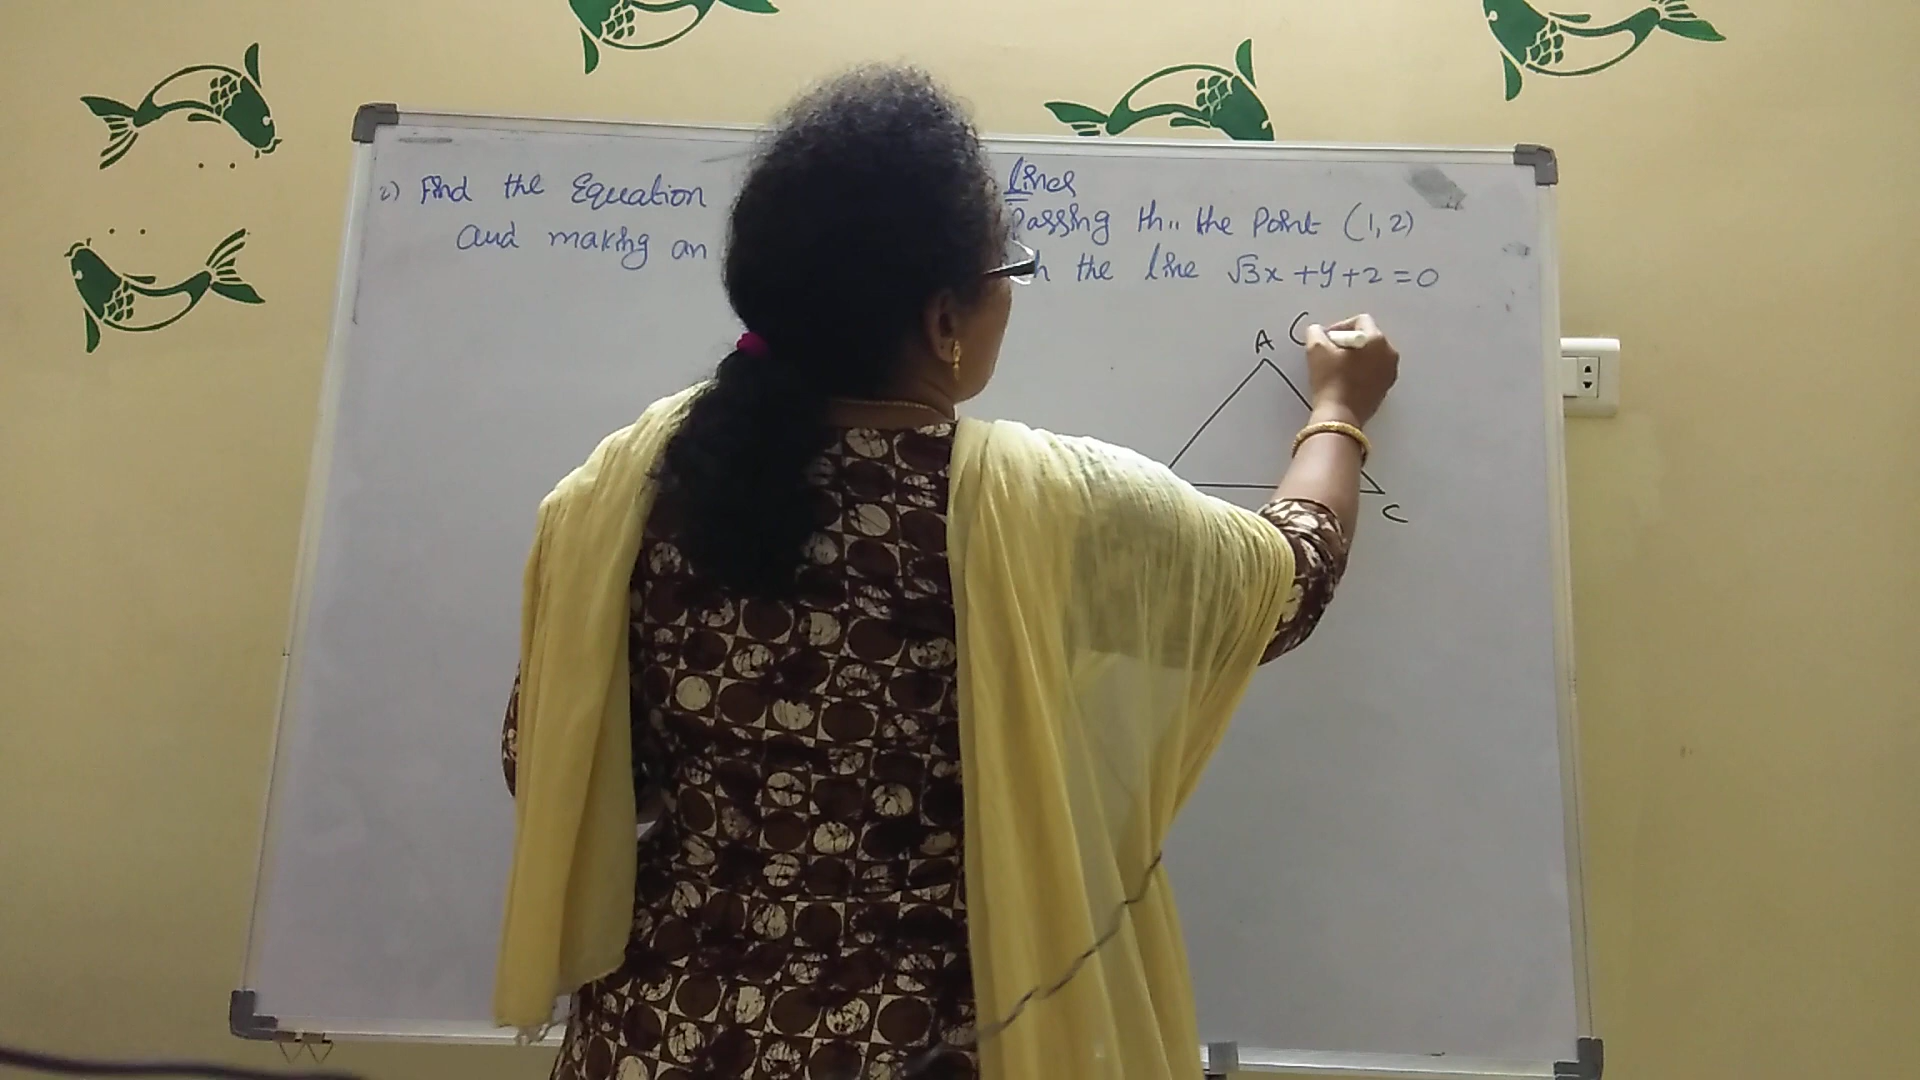 2) Find the Equation lines
Passing th,, the Point (1,2)
and making an h the line √3x+y+2=0
A (
C